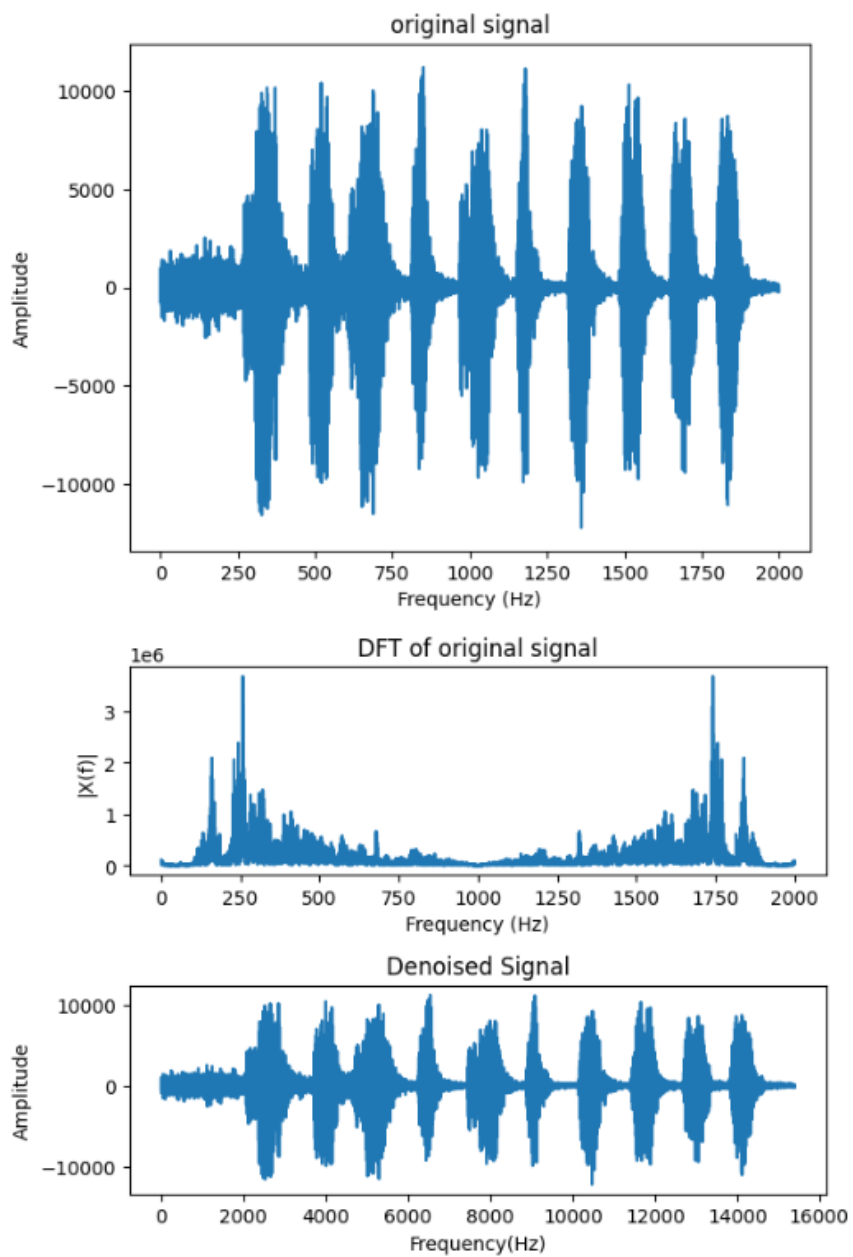 original signal
10000
5000
0
−5000
−10000
Amplitude
0 250 500 750 1000 1250 1500 1750 2000
Frequency (Hz)
DFT of original signal
1e6
3
2
1
0
|X(f)|
0 250 500 750 1000 1250 1500 1750 2000
Frequency (Hz)
Denoised Signal
10000
0
−10000
Amplitude
0 2000 4000 6000 8000 10000 12000 14000 16000
Frequency(Hz)